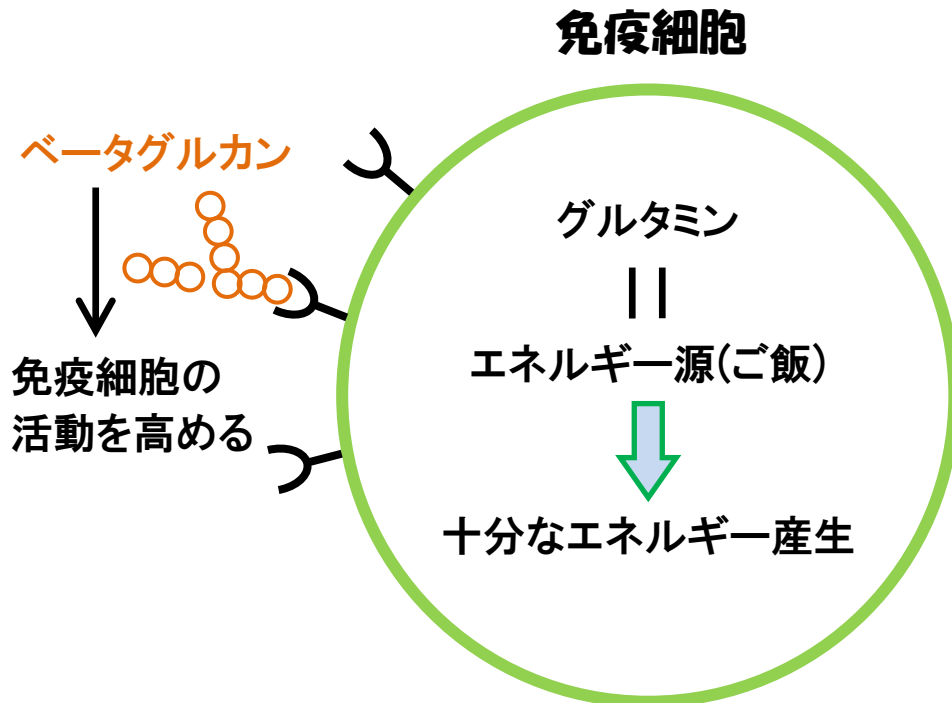 免疫細胞
ベータグルカン
免疫細胞の
活動を高める
グルタミン
エネルギー源(ご飯)
十分なエネルギー産生